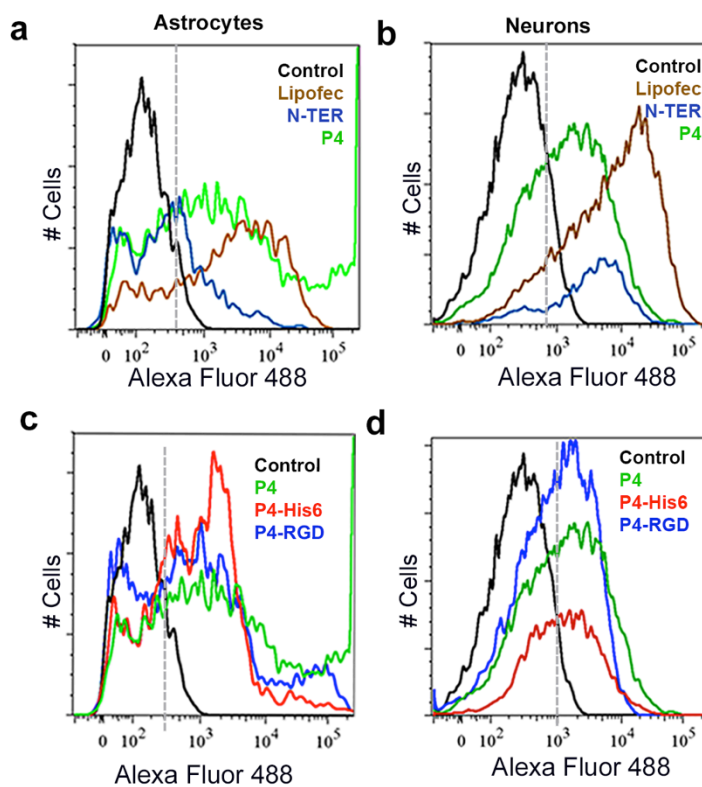 a
Astrocytes
Control
Lipofec
N-TER
P4
# Cells
0 10² 10³ 10⁴ 10⁵
Alexa Fluor 488
b
Neurons
Control
Lipofec
N-TER
P4
# Cells
0 10² 10³ 10⁴ 10⁵
Alexa Fluor 488
c
Control
P4
P4-His6
P4-RGD
# Cells
0 10² 10³ 10⁴ 10⁵
Alexa Fluor 488
d
Control
P4
P4-His6
P4-RGD
# Cells
0 10² 10³ 10⁴ 10⁵
Alexa Fluor 488